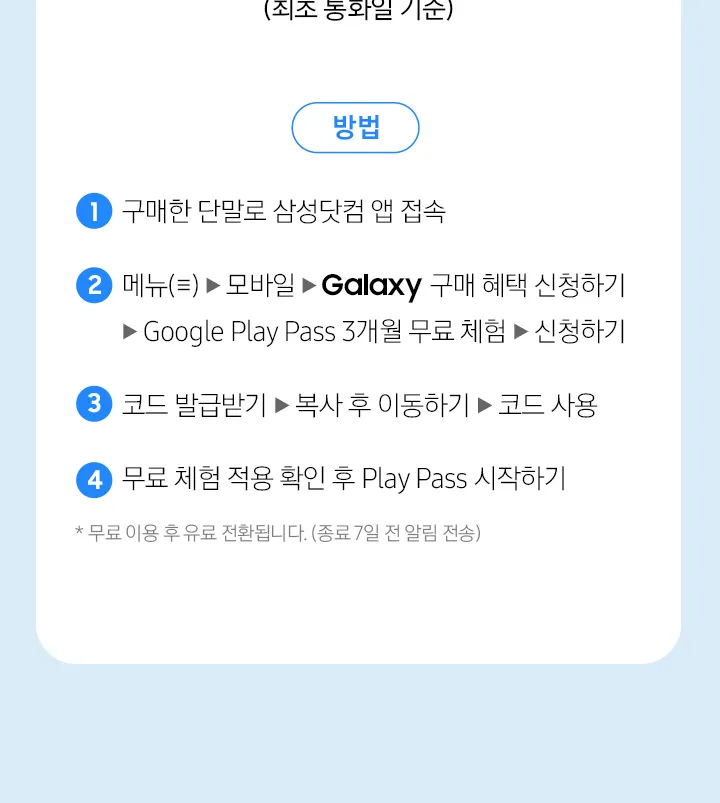 (최초 통화일 기준)
방법
1 구매한 단말로 삼성닷컴 앱 접속
2 메뉴(≡) ▶ 모바일 ▶ Galaxy 구매 혜택 신청하기
▶ Google Play Pass 3개월 무료 체험 ▶ 신청하기
3 코드 발급받기 ▶ 복사 후 이동하기 ▶ 코드 사용
4 무료 체험 적용 확인 후 Play Pass 시작하기
* 무료 이용 후 유료 전환됩니다. (종료 7일 전 알림 전송)